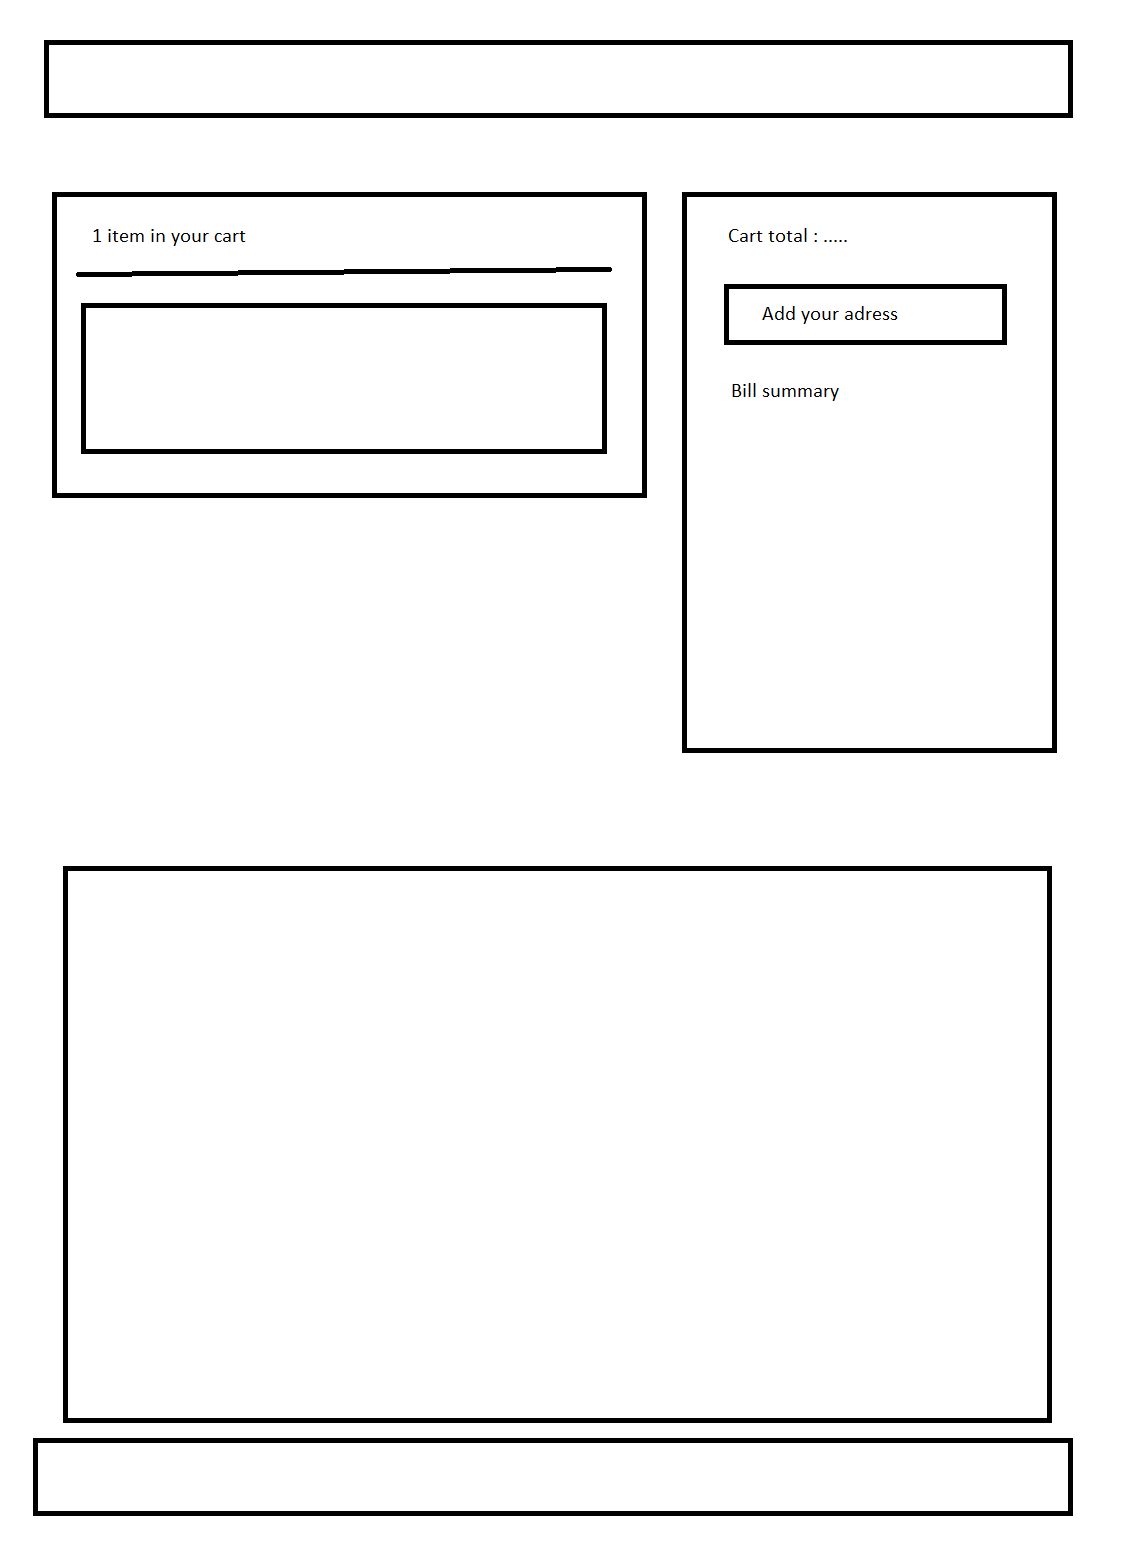 1 item in your cart
Cart total : .....
Add your adress
Bill summary